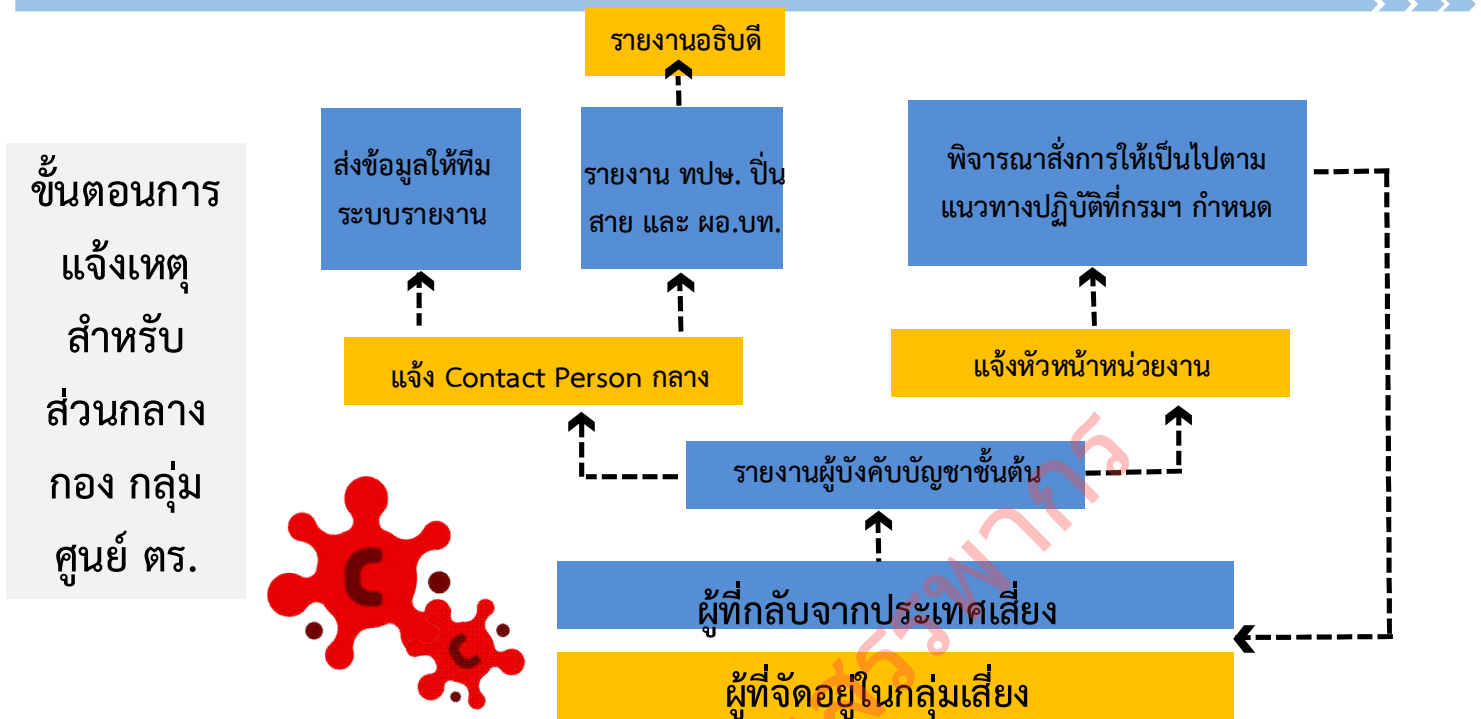 รายงานอธิบดี
ส่งข้อมูลให้ทีม
ระบบรายงาน
รายงาน ทปษ. ปิ่น
สาย และ ผอ.บท.
พิจารณาสั่งการให้เป็นไปตาม
แนวทางปฏิบัติที่กรมฯ กำหนด
ขั้นตอนการ
แจ้งเหตุ
สำหรับ
ส่วนกลาง
กอง กลุ่ม
ศูนย์ ตร.
แจ้ง Contact Person กลาง
แจ้งหัวหน้าหน่วยงาน
รายงานผู้บังคับบัญชาชั้นต้น
ผู้ที่กลับจากประเทศเสี่ยง
ผู้ที่จัดอยู่ในกลุ่มเสี่ยง
สรรพากร